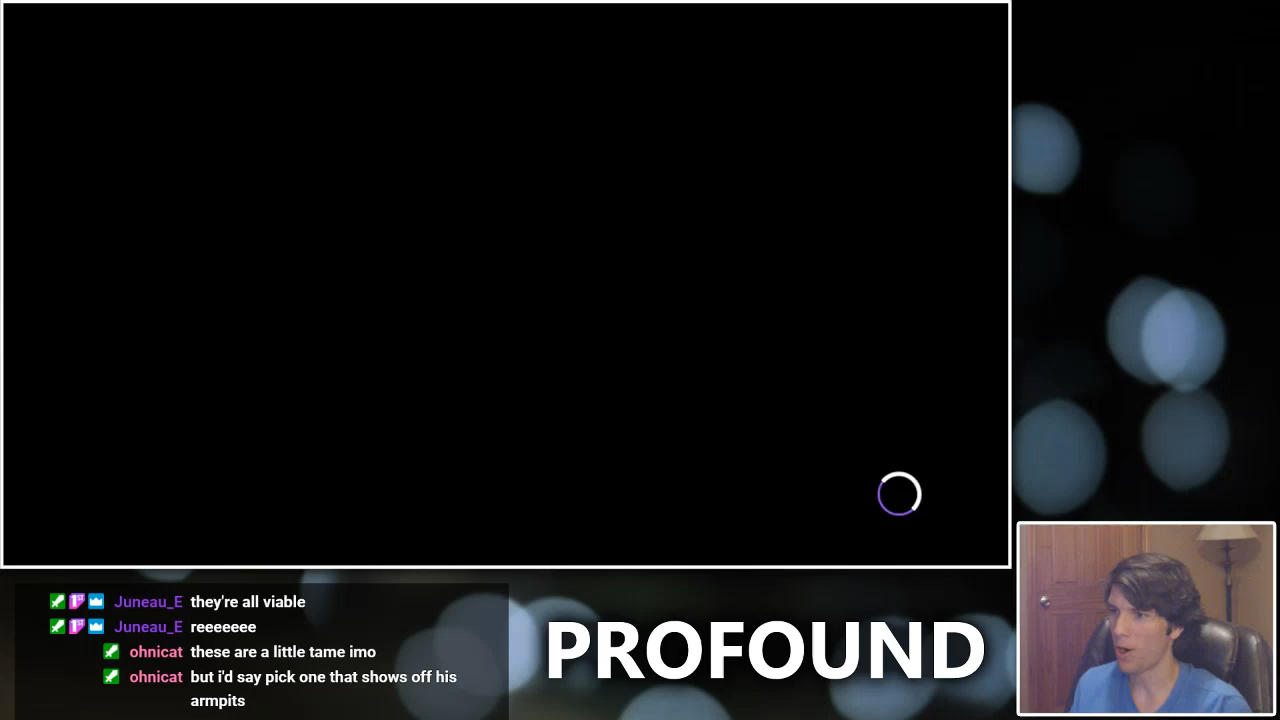 Juneau_E they're all viable
Juneau_E reeeeeee
ohnicat these are a little tame imo
ohnicat but i'd say pick one that shows off his
armpits
PROFOUND